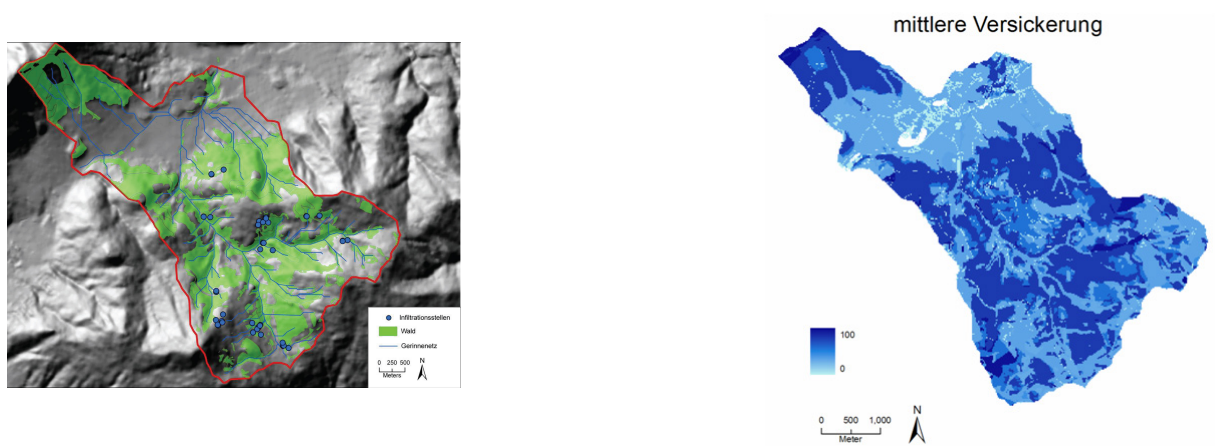 Infiltrationsstellen
Wald
Gerinnenetz
0 250 500
Meters
N
mittlere Versickerung
100
0
N
0 500 1,000
Meter